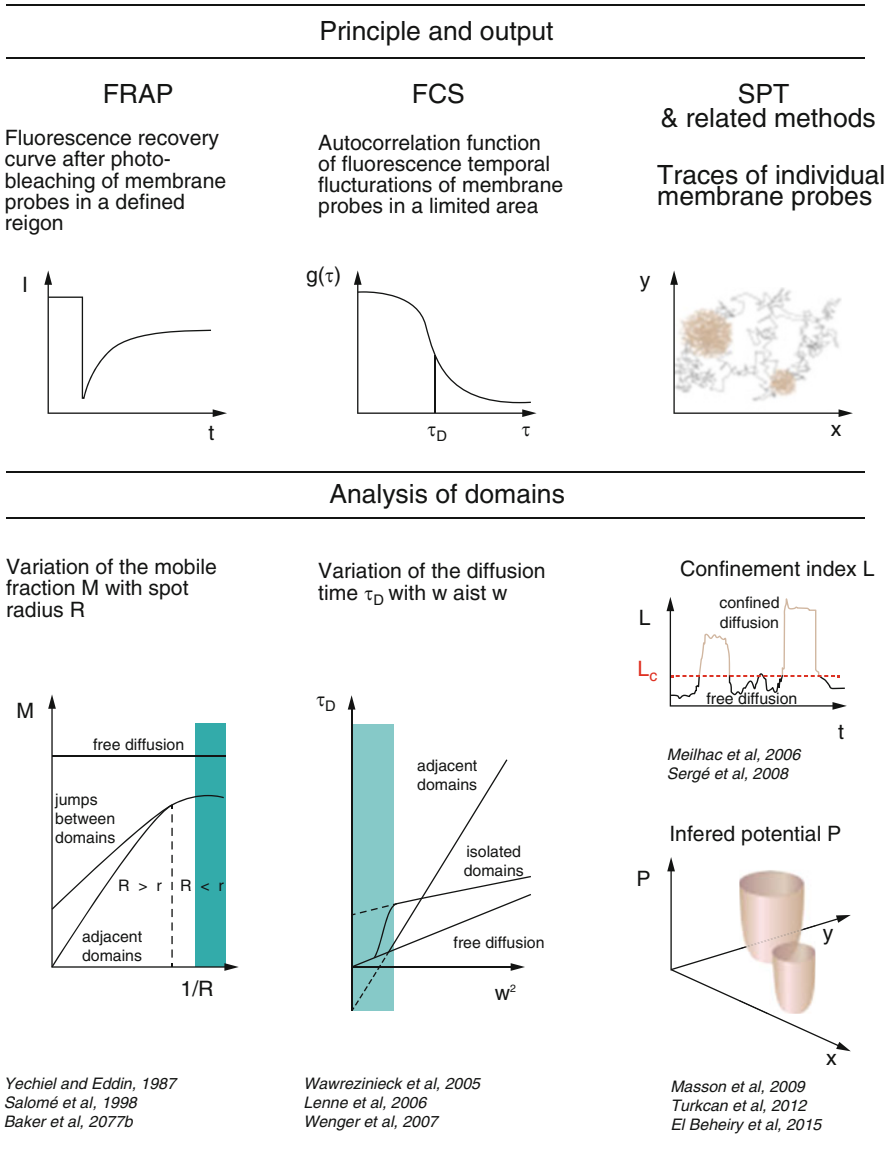 Principle and output
FRAP
Fluorescence recovery
curve after photo-
bleaching of membrane
probes in a defined
reigon
I
t
FCS
Autocorrelation function
of fluorescence temporal
flucturations of membrane
probes in a limited area
g(τ)
τD
τ
SPT
& related methods
Traces of individual
membrane probes
y
x
Analysis of domains
Variation of the mobile
fraction M with spot
radius R
M
free diffusion
jumps
between
domains
R > r
R < r
adjacent
domains
1/R
Yechiel and Eddin, 1987
Salomé et al, 1998
Baker et al, 2077b
Variation of the diffusion
time τD with w aist w
τD
adjacent
domains
isolated
domains
free diffusion
w²
Wawrezinieck et al, 2005
Lenne et al, 2006
Wenger et al, 2007
Confinement index L
L
confined
diffusion
Lc
free diffusion
t
Meilhac et al, 2006
Sergé et al, 2008
Infered potential P
P
y
x
Masson et al, 2009
Turkcan et al, 2012
El Beheiry et al, 2015